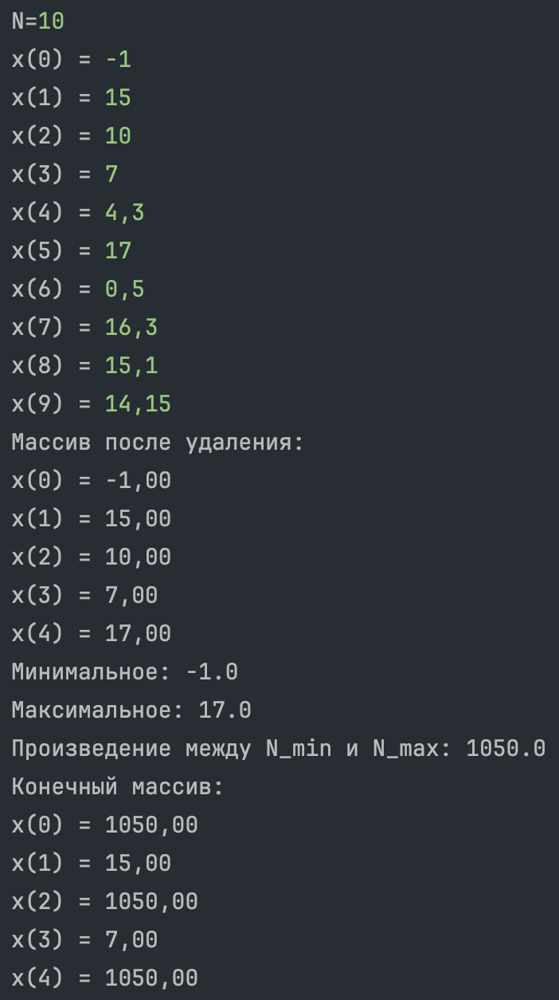 N=10
x(0) = -1
x(1) = 15
x(2) = 10
x(3) = 7
x(4) = 4,3
x(5) = 17
x(6) = 0,5
x(7) = 16,3
x(8) = 15,1
x(9) = 14,15
Массив после удаления:
x(0) = -1,00
x(1) = 15,00
x(2) = 10,00
x(3) = 7,00
x(4) = 17,00
Минимальное: -1.0
Максимальное: 17.0
Произведение между N_min и N_max: 1050.0
Конечный массив:
x(0) = 1050,00
x(1) = 15,00
x(2) = 1050,00
x(3) = 7,00
x(4) = 1050,00